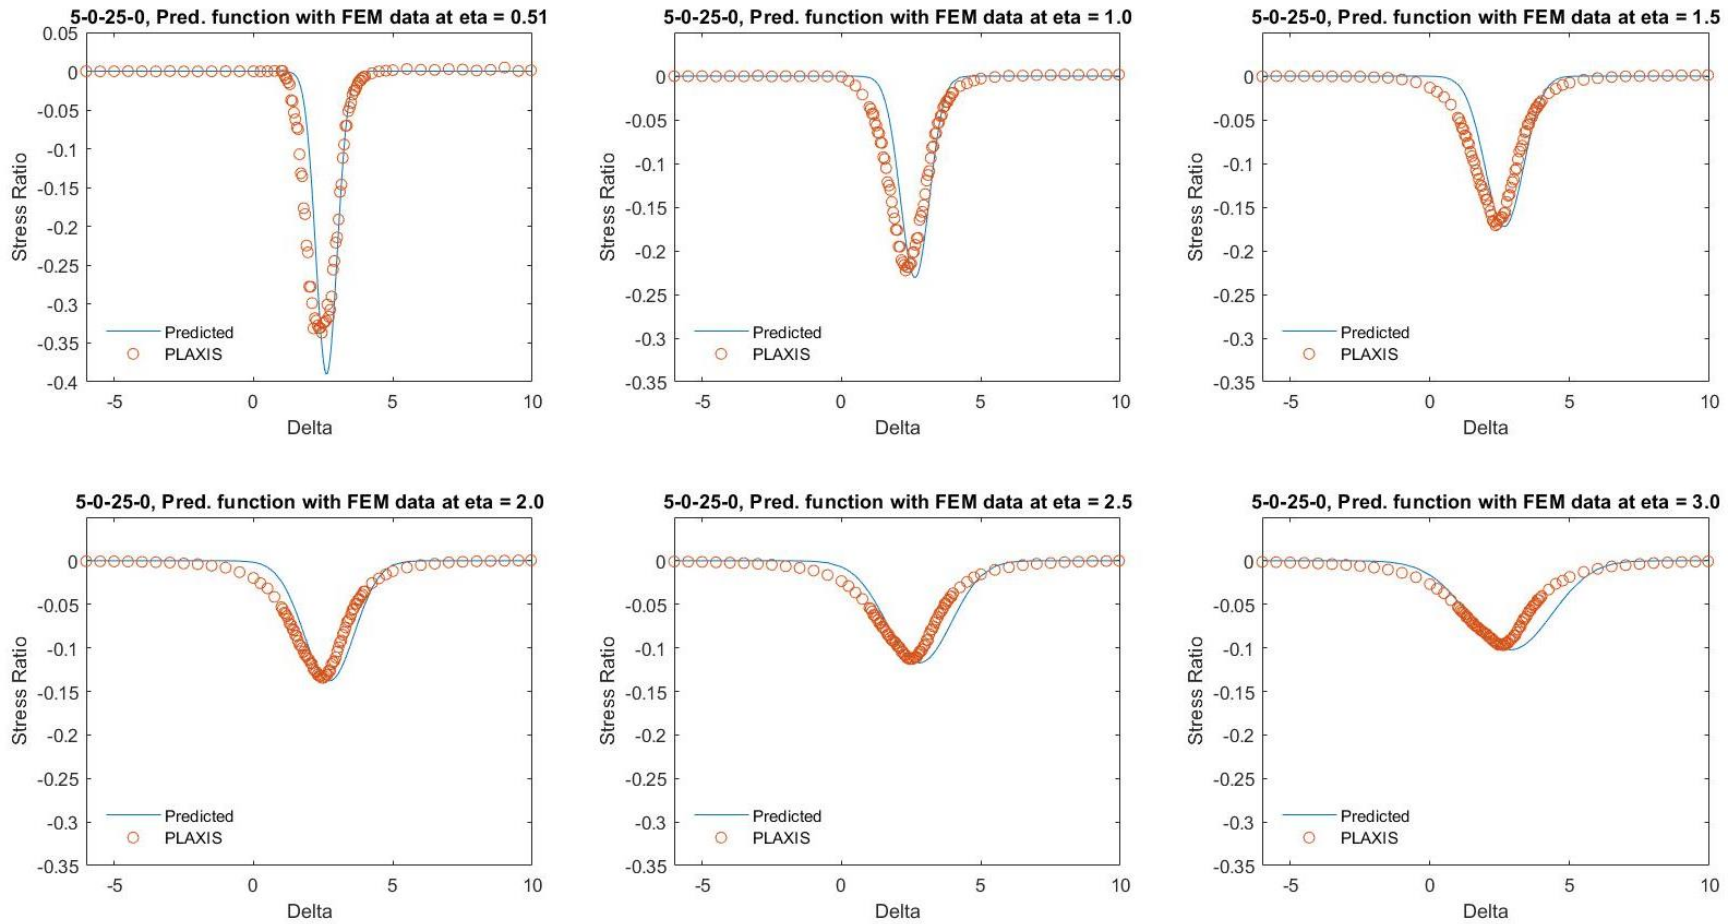 5-0-25-0, Pred. function with FEM data at eta = 0.51
0.05
0
-0.05
-0.1
-0.15
-0.2
-0.25
-0.3
-0.35
-0.4
Stress Ratio
Predicted
PLAXIS
-5 0 5 10
Delta
5-0-25-0, Pred. function with FEM data at eta = 1.0
0
-0.05
-0.1
-0.15
-0.2
-0.25
-0.3
-0.35
Stress Ratio
Predicted
PLAXIS
-5 0 5 10
Delta
5-0-25-0, Pred. function with FEM data at eta = 1.5
0
-0.05
-0.1
-0.15
-0.2
-0.25
-0.3
-0.35
Stress Ratio
Predicted
PLAXIS
-5 0 5 10
Delta
5-0-25-0, Pred. function with FEM data at eta = 2.0
0
-0.05
-0.1
-0.15
-0.2
-0.25
-0.3
-0.35
Stress Ratio
Predicted
PLAXIS
-5 0 5 10
Delta
5-0-25-0, Pred. function with FEM data at eta = 2.5
0
-0.05
-0.1
-0.15
-0.2
-0.25
-0.3
-0.35
Stress Ratio
Predicted
PLAXIS
-5 0 5 10
Delta
5-0-25-0, Pred. function with FEM data at eta = 3.0
0
-0.05
-0.1
-0.15
-0.2
-0.25
-0.3
-0.35
Stress Ratio
Predicted
PLAXIS
-5 0 5 10
Delta